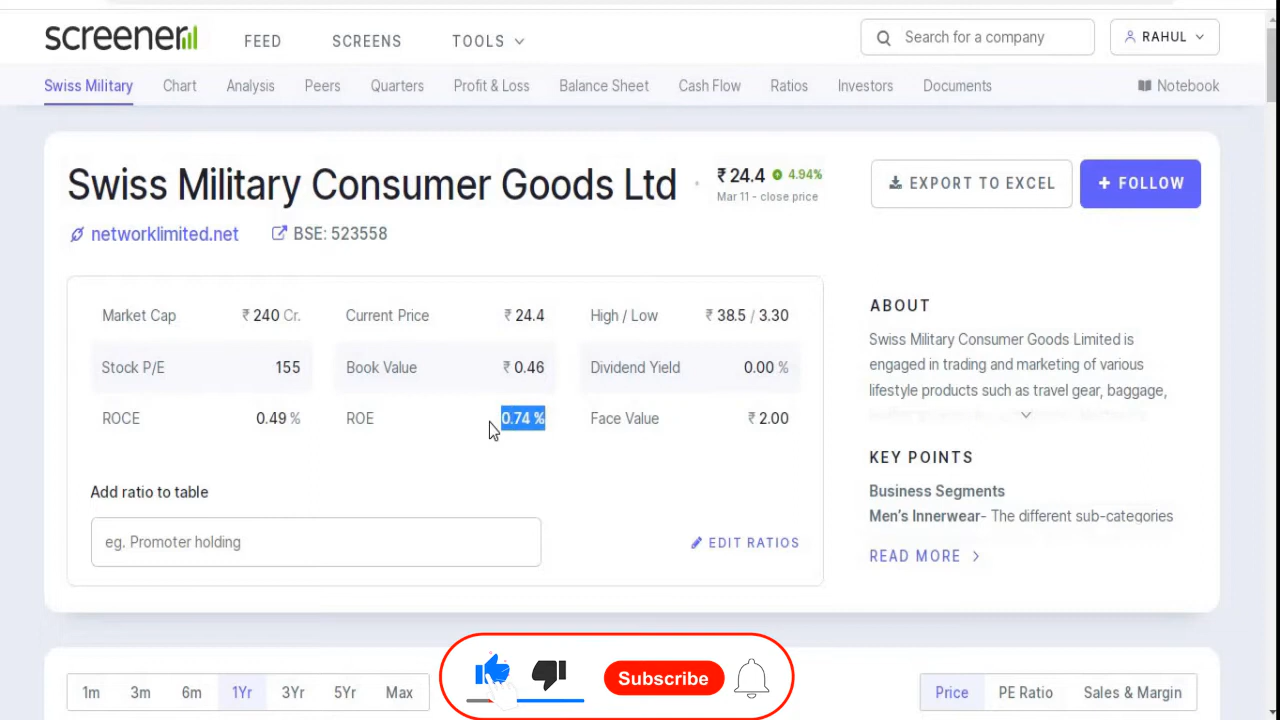 screener
FEED
SCREENS
TOOLS
Search for a company
RAHUL
Swiss Military
Chart
Analysis
Peers
Quarters
Profit & Loss
Balance Sheet
Cash Flow
Ratios
Investors
Documents
Notebook
Swiss Military Consumer Goods Ltd
₹ 24.4 4.94%
Mar 11 - close price
EXPORT TO EXCEL
+ FOLLOW
networklimited.net
BSE: 523558
Market Cap ₹ 240 Cr.
Current Price ₹ 24.4
High / Low ₹ 38.5 / 3.30
Stock P/E 155
Book Value ₹ 0.46
Dividend Yield 0.00 %
ROCE 0.49 %
ROE 0.74 %
Face Value ₹ 2.00
Add ratio to table
eg. Promoter holding
EDIT RATIOS
ABOUT
Swiss Military Consumer Goods Limited is
engaged in trading and marketing of various
lifestyle products such as travel gear, baggage,
KEY POINTS
Business Segments
Men's Innerwear- The different sub-categories
READ MORE
1m
3m
6m
1Yr
3Yr
5Yr
Max
Subscribe
Price
PE Ratio
Sales & Margin